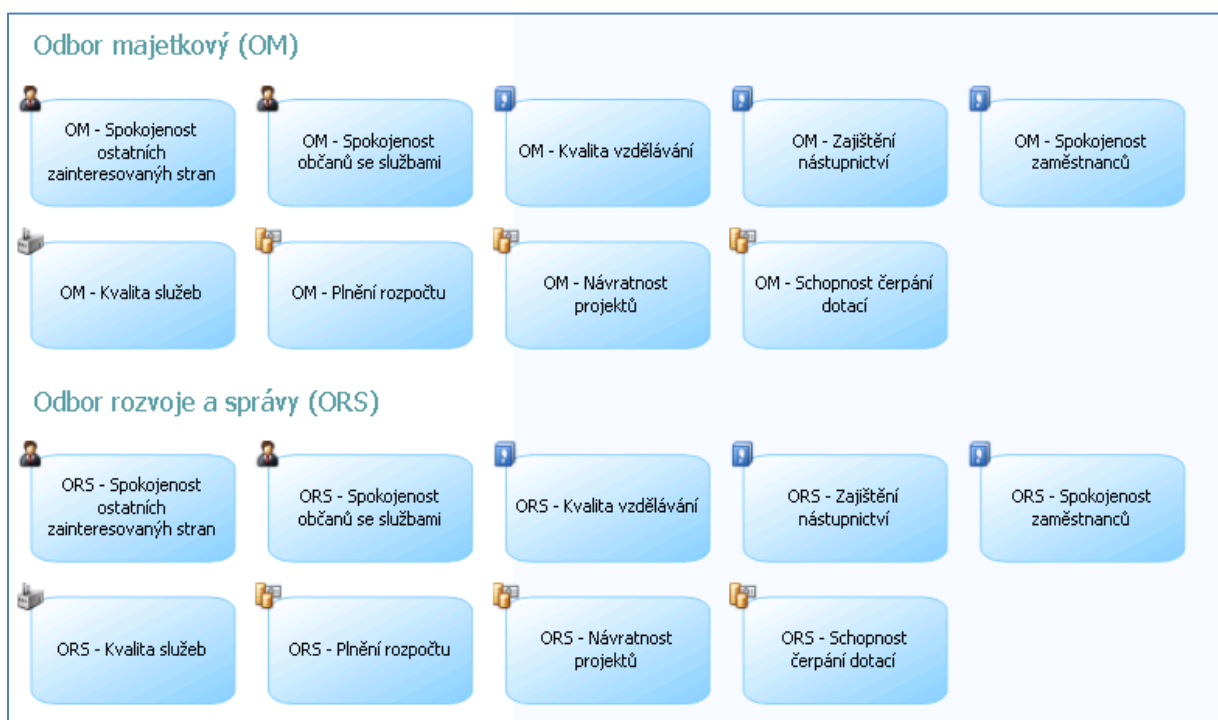 Odbor majetkový (OM)
OM - Spokojenost
ostatních
zainteresovanýh stran
OM - Spokojenost
občanů se službami
OM - Kvalita vzdělávání
OM - Zajištění
nástupnictví
OM - Spokojenost
zaměstnanců
OM - Kvalita služeb
OM - Plnění rozpočtu
OM - Návratnost
projektů
OM - Schopnost čerpání
dotací
Odbor rozvoje a správy (ORS)
ORS - Spokojenost
ostatních
zainteresovanýh stran
ORS - Spokojenost
občanů se službami
ORS - Kvalita vzdělávání
ORS - Zajištění
nástupnictví
ORS - Spokojenost
zaměstnanců
ORS - Kvalita služeb
ORS - Plnění rozpočtu
ORS - Návratnost
projektů
ORS - Schopnost
čerpání dotací